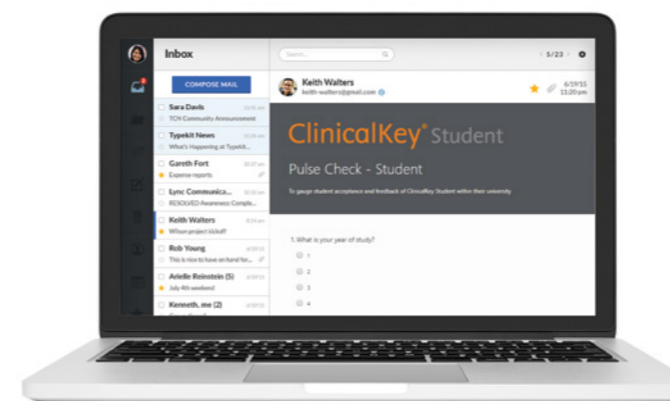 Inbox
Search...
5/23
COMPOSE MAIL
Keith Walters
keith-walters@gmail.com
6/19/15
11:20 pm
Sara Davis
TCN Community Announcement
Typekit News
What's Happening at Typekit...
Gareth Fort
Expense reports
Lync Communica...
RESOLVED Awareness Comple...
Keith Walters
Wilson project kickoff
Rob Young
This is nice to have on hand for...
Arielle Reinstein (5)
July 4th weekend!
Kenneth, me (2)
ClinicalKey® Student
Pulse Check - Student
To gauge student acceptance and feedback of ClinicalKey Student within their university
1. What is your year of study?
1
2
3
4